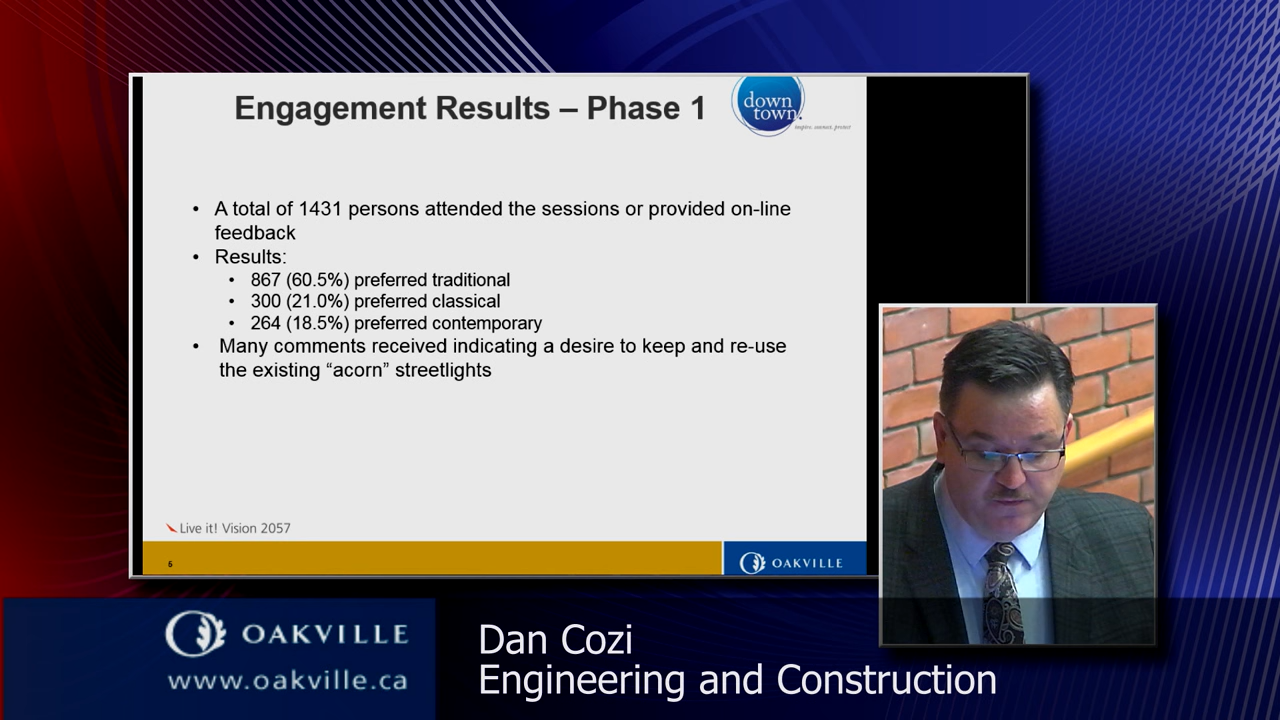 Engagement Results – Phase 1
down
town.
inspire. connect. protect
• A total of 1431 persons attended the sessions or provided on-line
feedback
• Results:
• 867 (60.5%) preferred traditional
• 300 (21.0%) preferred classical
• 264 (18.5%) preferred contemporary
• Many comments received indicating a desire to keep and re-use
the existing “acorn” streetlights
Live it! Vision 2057
6
OAKVILLE
OAKVILLE
www.oakville.ca
Dan Cozi
Engineering and Construction